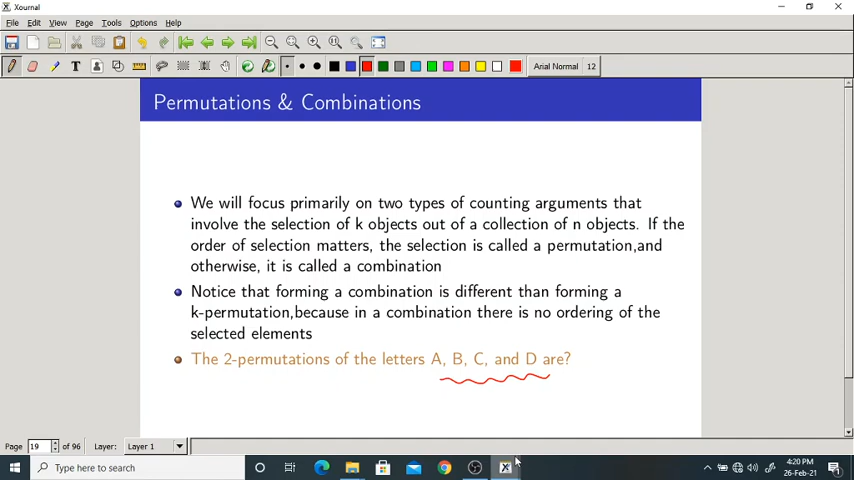 Xournal
File Edit View Page Tools Options Help
T
Arial Normal 12
Permutations & Combinations
We will focus primarily on two types of counting arguments that
involve the selection of k objects out of a collection of n objects. If the
order of selection matters, the selection is called a permutation,and
otherwise, it is called a combination
Notice that forming a combination is different than forming a
k-permutation,because in a combination there is no ordering of the
selected elements
The 2-permutations of the letters A, B, C, and D are?
Page 19 of 96 Layer: Layer 1
Type here to search
4:20 PM
26-Feb-21